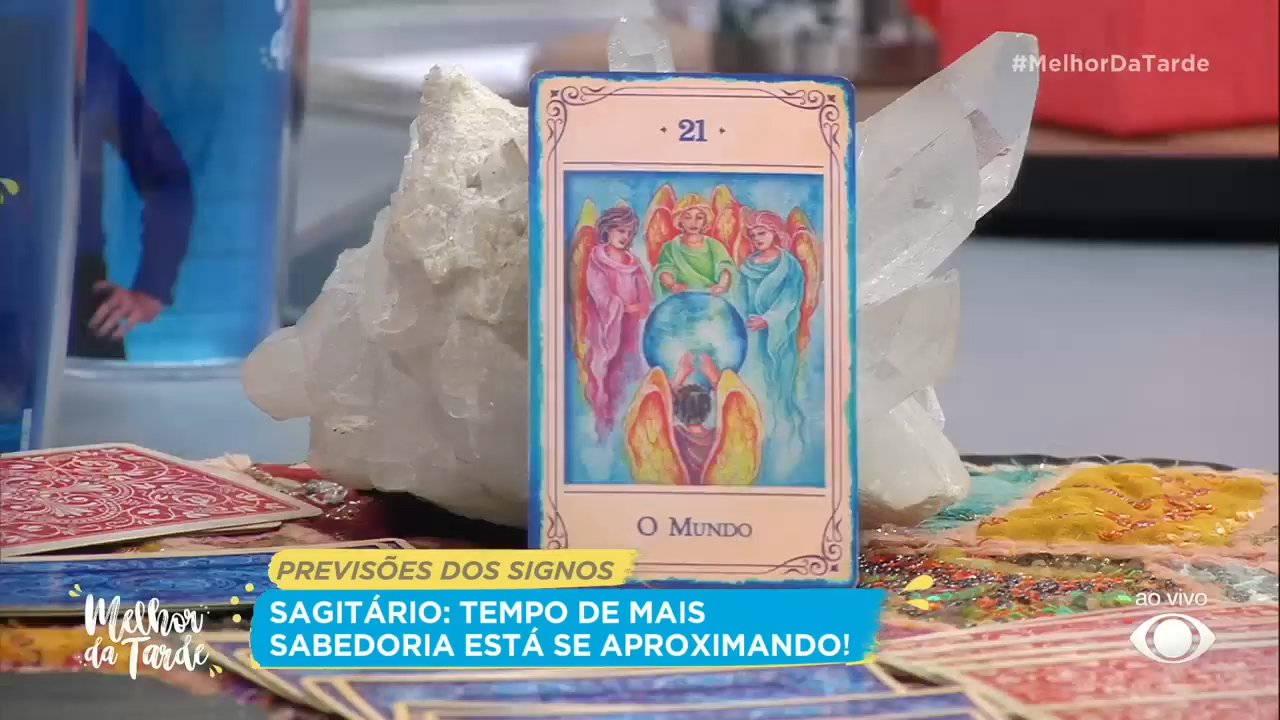 #MelhorDaTarde
21
O MUNDO
PREVISÕES DOS SIGNOS
SAGITÁRIO: TEMPO DE MAIS
SABEDORIA ESTÁ SE APROXIMANDO!
Melhor
da Tarde
ao vivo